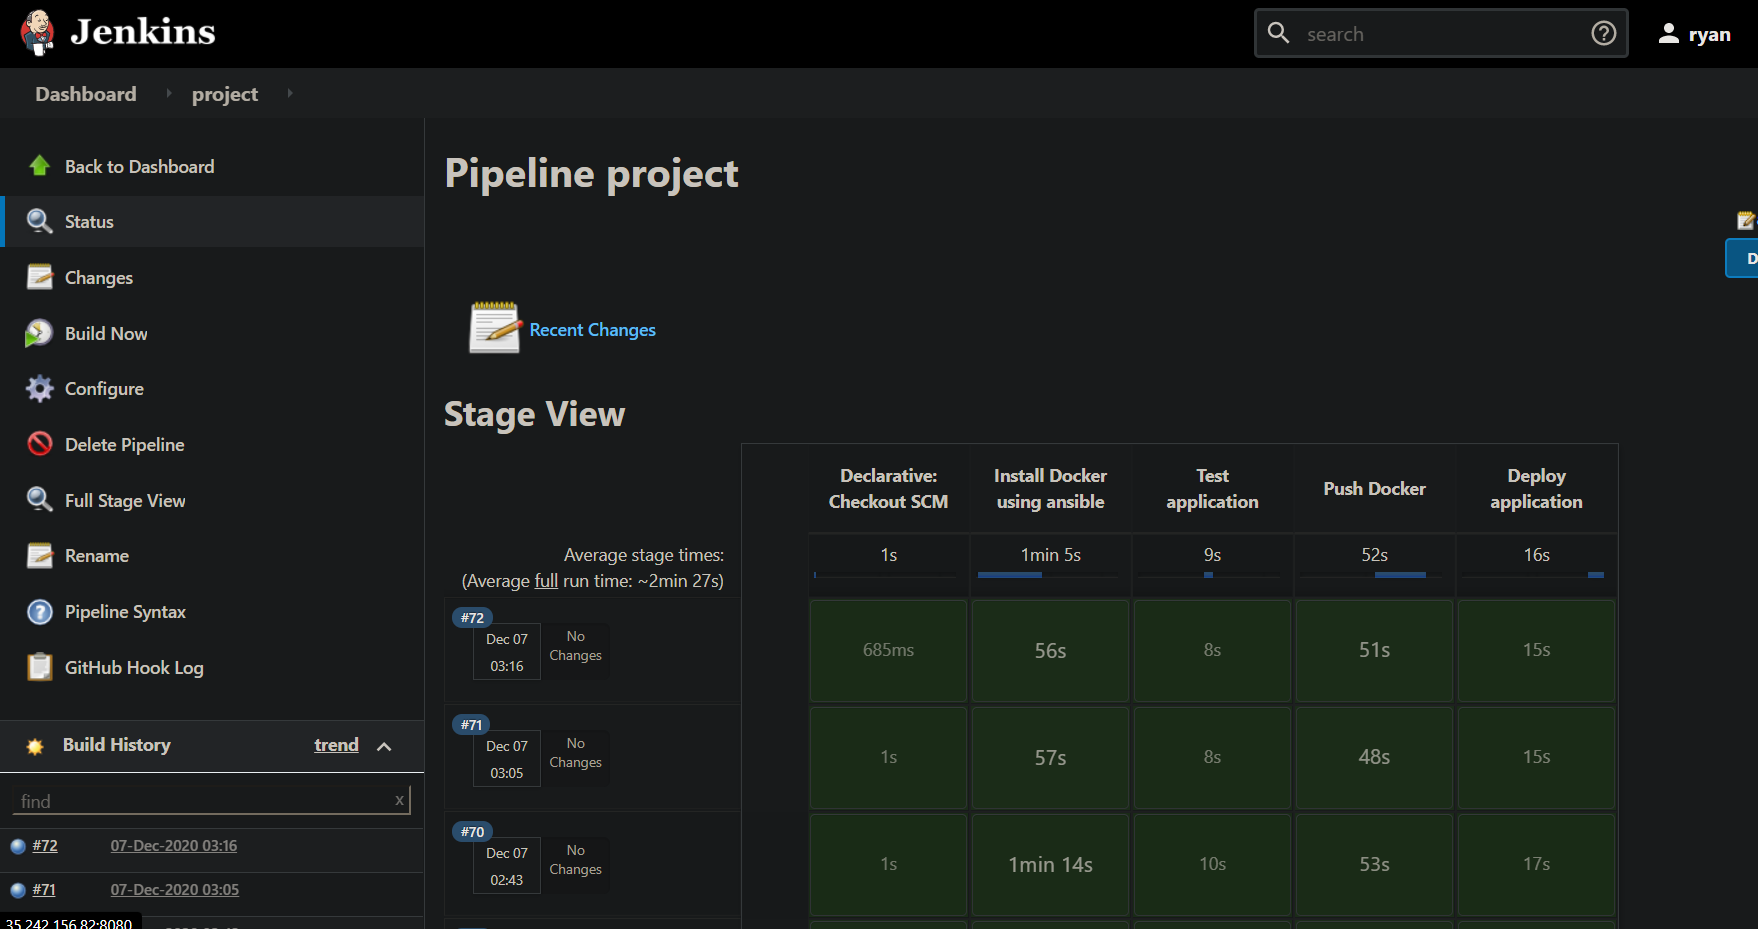 Jenkins
search
ryan
Dashboard
project
Back to Dashboard
Status
Changes
Build Now
Configure
Delete Pipeline
Full Stage View
Rename
Pipeline Syntax
GitHub Hook Log
Build History
trend
find
x
#72
07-Dec-2020 03:16
#71
07-Dec-2020 03:05
35.242.156.82:8080
Pipeline project
D
Recent Changes
Stage View
Declarative:
Checkout SCM
Install Docker
using ansible
Test
application
Push Docker
Deploy
application
Average stage times:
(Average full run time: ~2min 27s)
1s
1min 5s
9s
52s
16s
#72
Dec 07
03:16
No
Changes
685ms
56s
8s
51s
15s
#71
Dec 07
03:05
No
Changes
1s
57s
8s
48s
15s
#70
Dec 07
02:43
No
Changes
1s
1min 14s
10s
53s
17s